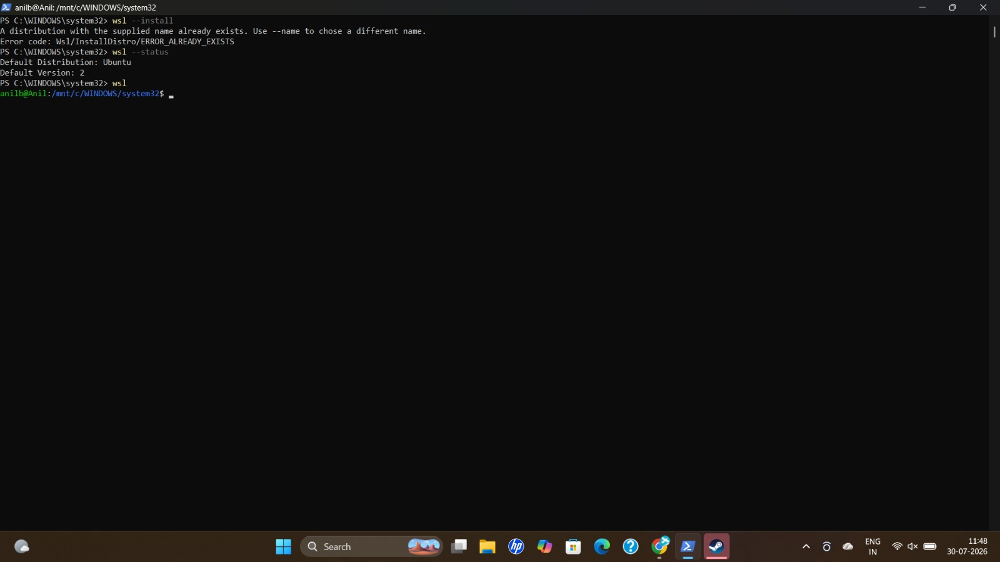 anilb@Anil: /mnt/c/WINDOWS/system32
PS C:\WINDOWS\system32> wsl --install
A distribution with the supplied name already exists. Use --name to chose a different name.
Error code: Wsl/InstallDistro/ERROR_ALREADY_EXISTS
PS C:\WINDOWS\system32> wsl --status
Default Distribution: Ubuntu
Default Version: 2
PS C:\WINDOWS\system32> wsl
anilb@Anil:/mnt/c/WINDOWS/system32$
Search
hp
ENG
IN
11:48
30-07-2026